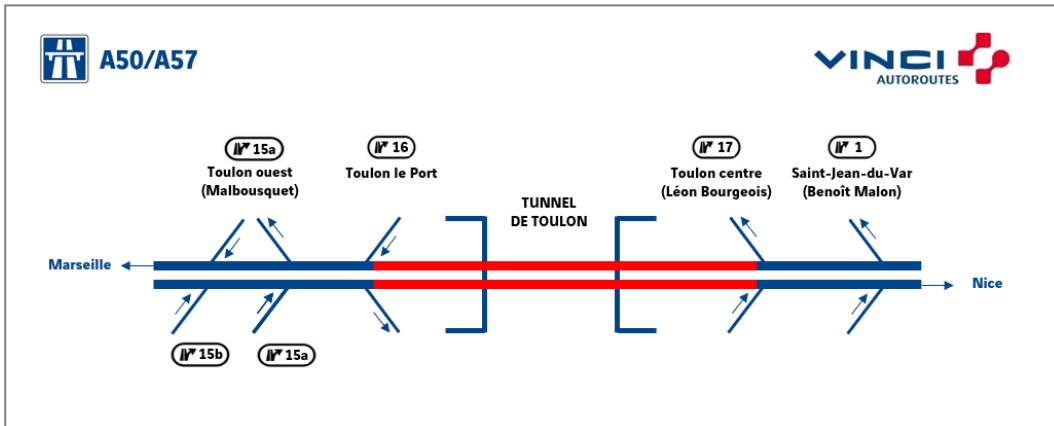 A50/A57
VINCI
AUTOROUTES
15a
16
17
1
Toulon ouest
(Malbousquet)
Toulon le Port
Toulon centre
(Léon Bourgeois)
Saint-Jean-du-Var
(Benoît Malon)
TUNNEL
DE TOULON
Marseille
Nice
15b
15a